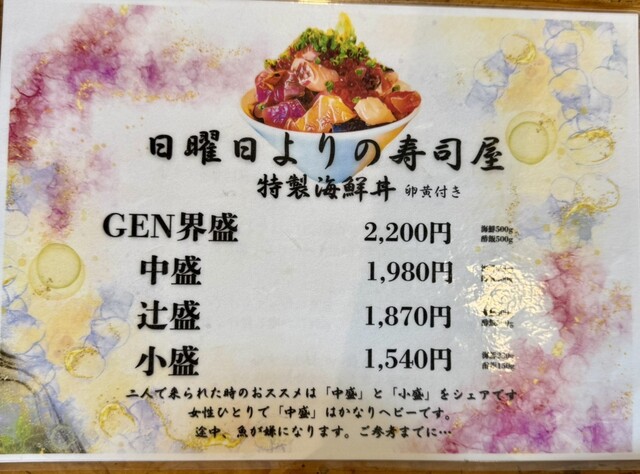 日曜日よりの寿司屋
特製海鮮丼 卵黄付き
GEN界盛 2,200円 海鮮500g 酢飯500g
中盛 1,980円
辻盛 1,870円
小盛 1,540円
二人で来られた時のおススメは「中盛」と「小盛」をシェアです
女性ひとりで「中盛」はかなりヘビーです。
途中、魚が嫌になります。ご参考までに…